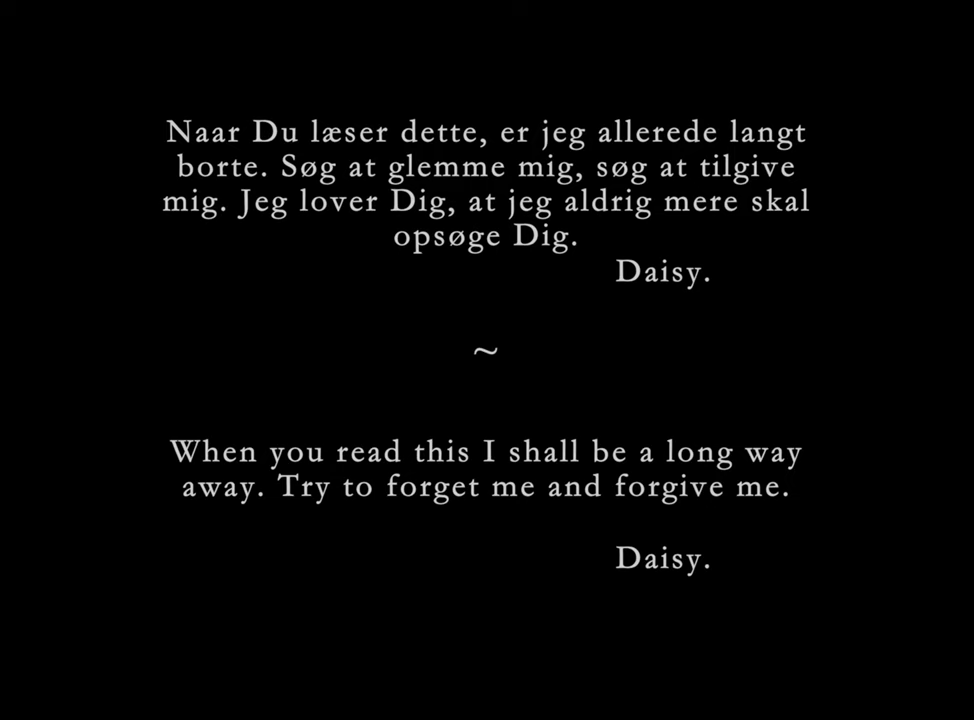 Naar Du læser dette, er jeg allerede langt
borte. Søg at glemme mig, søg at tilgive
mig. Jeg lover Dig, at jeg aldrig mere skal
opsøge Dig.
Daisy.
~
When you read this I shall be a long way
away. Try to forget me and forgive me.
Daisy.